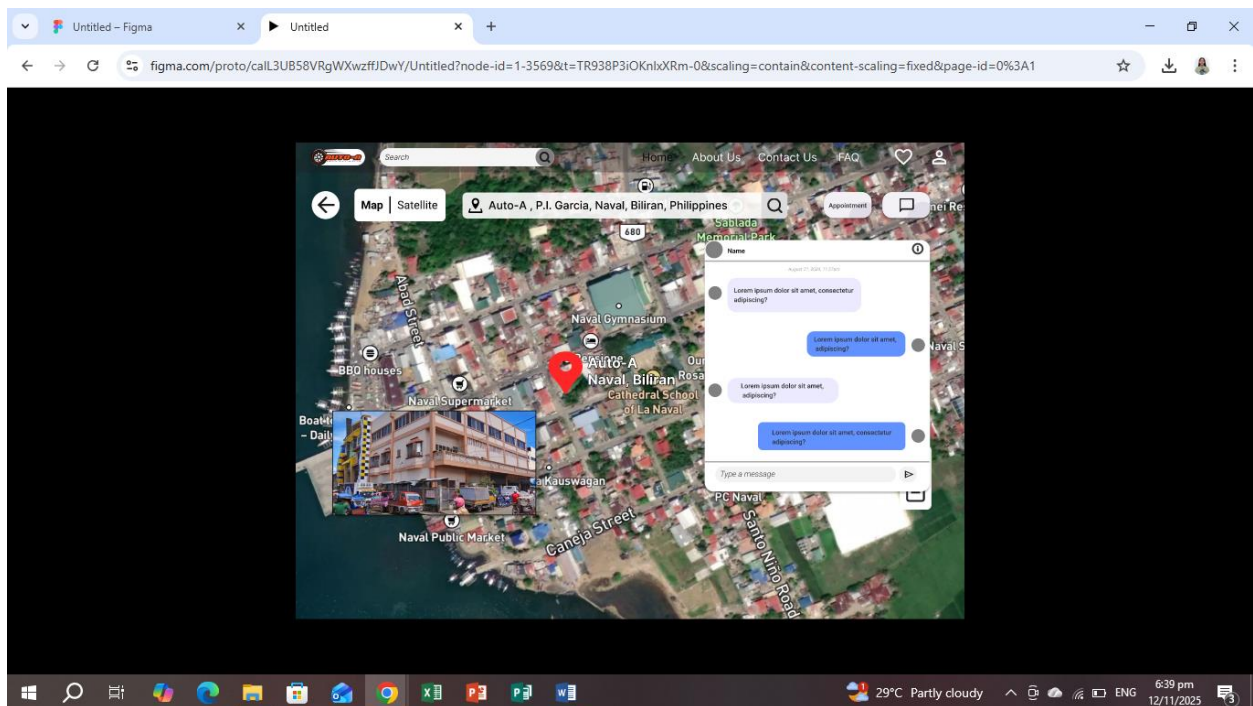 Untitled – Figma
Untitled
figma.com/proto/calL3UB58VRgWXwzffJDwY/Untitled?node-id=1-3569&t=TR938P3iOKnlxXRm-0&scaling=contain&content-scaling=fixed&page-id=0%3A1
AUTO-A
Search
Home
About Us
Contact Us
FAQ
Map | Satellite
Auto-A , P.I. Garcia, Naval, Biliran, Philippines
Appointment
680
Sablada
Memorial Park
Abad Street
Naval Gymnasium
BBQ houses
Auto-A
Naval, Biliran
Cathedral School
of La Naval
Naval Supermarket
Kauswagan
Naval Public Market
Caneja Street
PC Naval
Santo Niño Road
Name
Lorem ipsum dolor sit amet, consectetur
adipiscing?
Lorem ipsum dolor sit amet,
adipiscing?
Lorem ipsum dolor sit amet,
adipiscing?
Lorem ipsum dolor sit amet, consectetur
adipiscing?
Type a message
29°C Partly cloudy
ENG
6:39 pm
12/11/2025
3